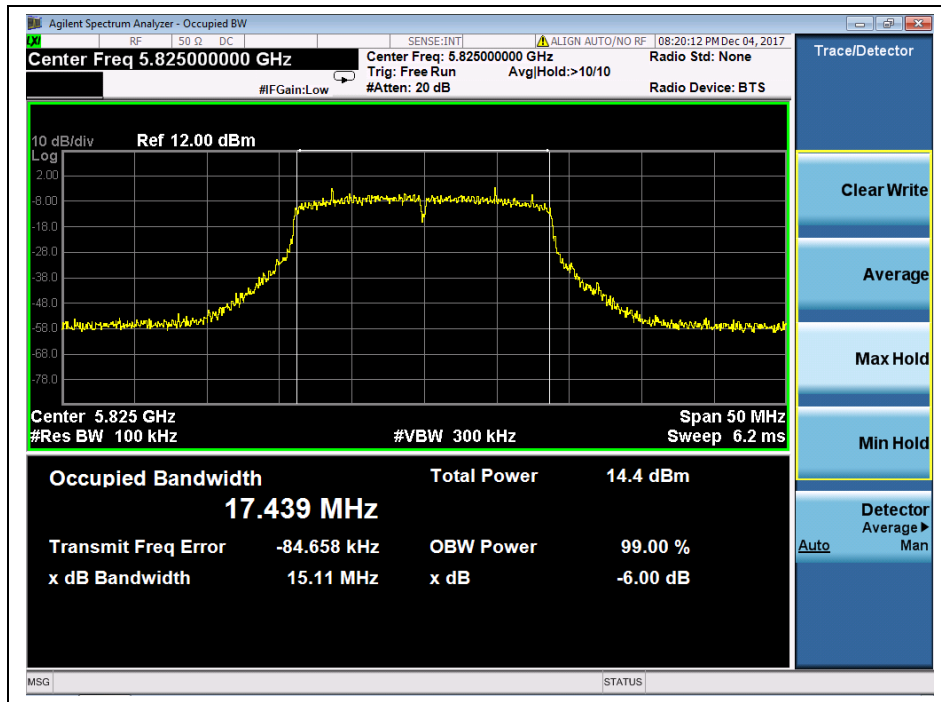 Agilent Spectrum Analyzer - Occupied BW
LXI RF 50 Ω DC SENSE:INT ALIGN AUTO/NO RF 08:20:12 PM Dec 04, 2017
Center Freq 5.825000000 GHz
Center Freq: 5.825000000 GHz Radio Std: None
Trig: Free Run Avg|Hold:>10/10
#IFGain:Low #Atten: 20 dB Radio Device: BTS
Trace/Detector
10 dB/div Ref 12.00 dBm
Log
2.00
-8.00
-18.0
-28.0
-38.0
-48.0
-58.0
-68.0
-78.0
Center 5.825 GHz Span 50 MHz
#Res BW 100 kHz #VBW 300 kHz Sweep 6.2 ms
Occupied Bandwidth Total Power 14.4 dBm
17.439 MHz
Transmit Freq Error -84.658 kHz OBW Power 99.00 %
x dB Bandwidth 15.11 MHz x dB -6.00 dB
Clear Write
Average
Max Hold
Min Hold
Detector
Average
Auto Man
MSG STATUS